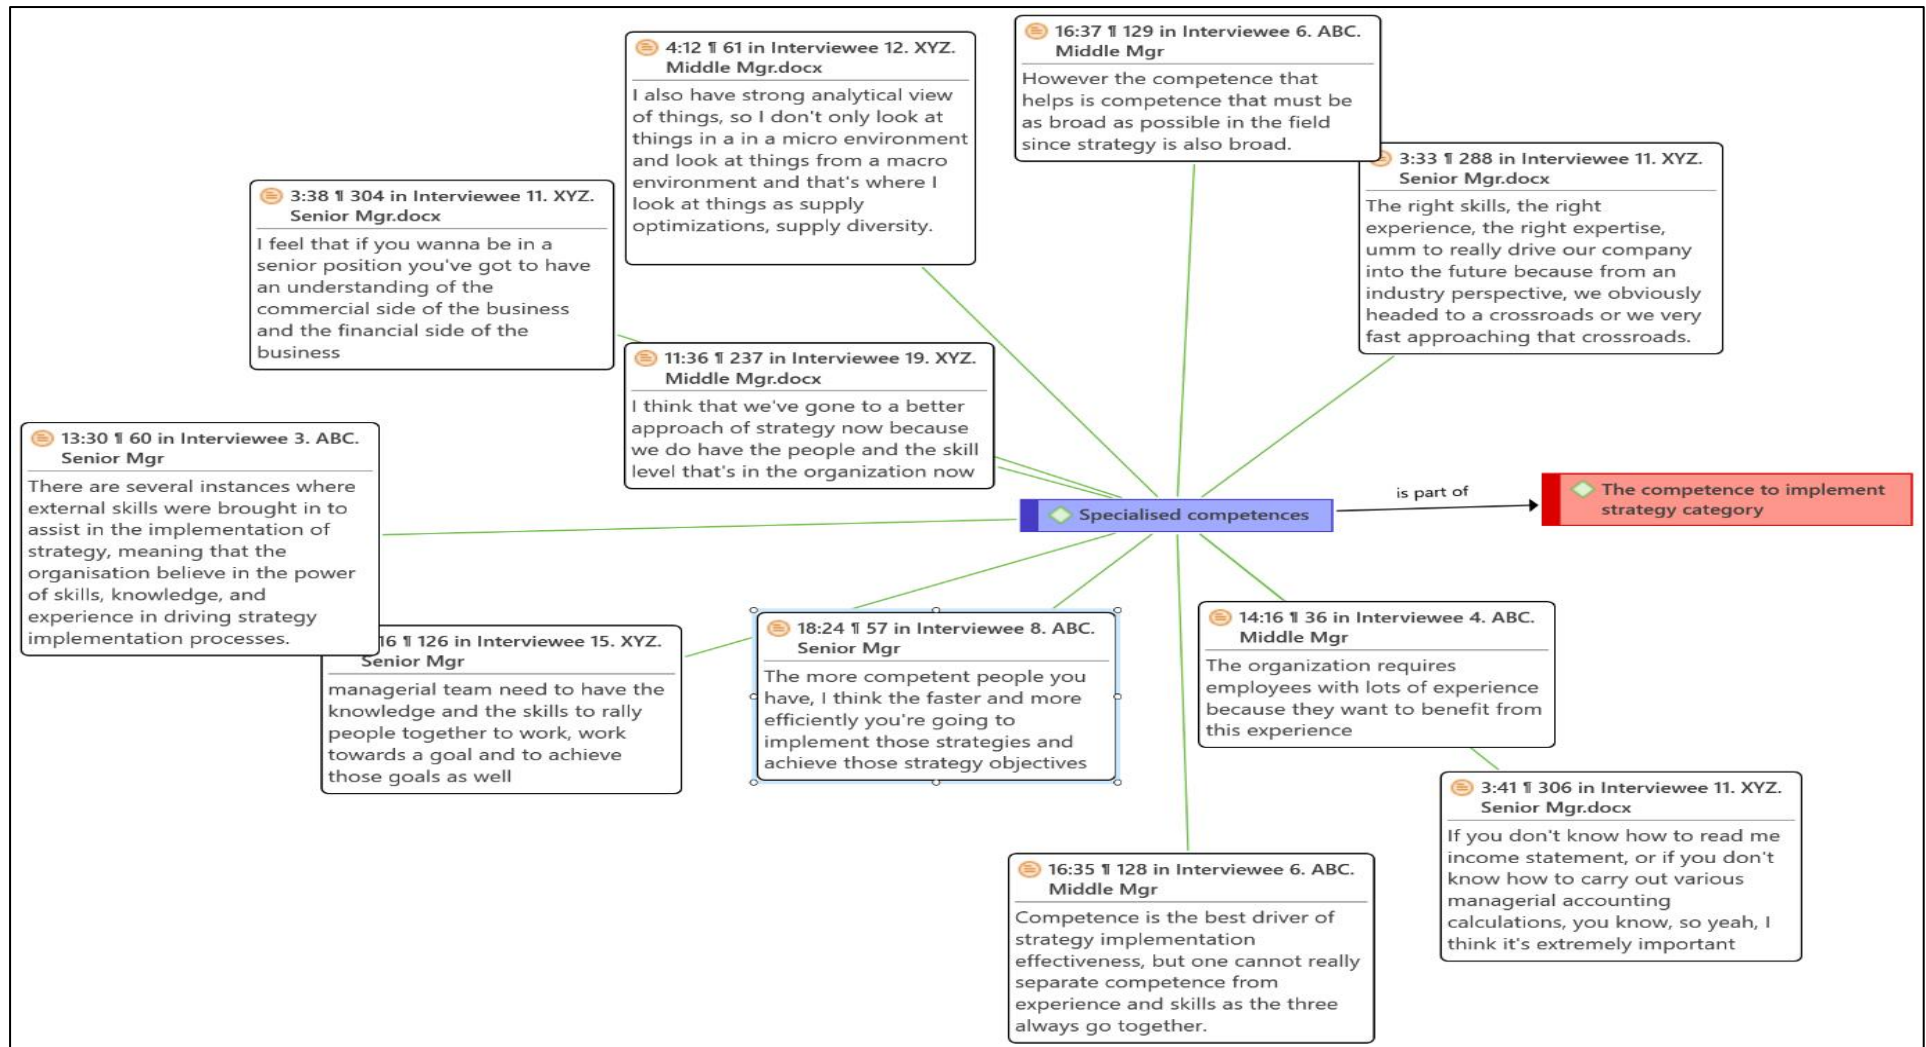 4:12 ¶ 61 in Interviewee 12. XYZ.
Middle Mgr.docx
I also have strong analytical view
of things, so I don't only look at
things in a in a micro environment
and look at things from a macro
environment and that's where I
look at things as supply
optimizations, supply diversity.
16:37 ¶ 129 in Interviewee 6. ABC.
Middle Mgr
However the competence that
helps is competence that must be
as broad as possible in the field
since strategy is also broad.
3:33 ¶ 288 in Interviewee 11. XYZ.
Senior Mgr.docx
The right skills, the right
experience, the right expertise,
umm to really drive our company
into the future because from an
industry perspective, we obviously
headed to a crossroads or we very
fast approaching that crossroads.
3:38 ¶ 304 in Interviewee 11. XYZ.
Senior Mgr.docx
I feel that if you wanna be in a
senior position you've got to have
an understanding of the
commercial side of the business
and the financial side of the
business
11:36 ¶ 237 in Interviewee 19. XYZ.
Middle Mgr.docx
I think that we've gone to a better
approach of strategy now because
we do have the people and the skill
level that's in the organization now
13:30 ¶ 60 in Interviewee 3. ABC.
Senior Mgr
There are several instances where
external skills were brought in to
assist in the implementation of
strategy, meaning that the
organisation believe in the power
of skills, knowledge, and
experience in driving strategy
implementation processes.
Specialised competences
is part of
The competence to implement
strategy category
16 ¶ 126 in Interviewee 15. XYZ.
Senior Mgr
managerial team need to have the
knowledge and the skills to rally
people together to work, work
towards a goal and to achieve
those goals as well
18:24 ¶ 57 in Interviewee 8. ABC.
Senior Mgr
The more competent people you
have, I think the faster and more
efficiently you're going to
implement those strategies and
achieve those strategy objectives
14:16 ¶ 36 in Interviewee 4. ABC.
Middle Mgr
The organization requires
employees with lots of experience
because they want to benefit from
this experience
3:41 ¶ 306 in Interviewee 11. XYZ.
Senior Mgr.docx
If you don't know how to read me
income statement, or if you don't
know how to carry out various
managerial accounting
calculations, you know, so yeah, I
think it's extremely important
16:35 ¶ 128 in Interviewee 6. ABC.
Middle Mgr
Competence is the best driver of
strategy implementation
effectiveness, but one cannot really
separate competence from
experience and skills as the three
always go together.